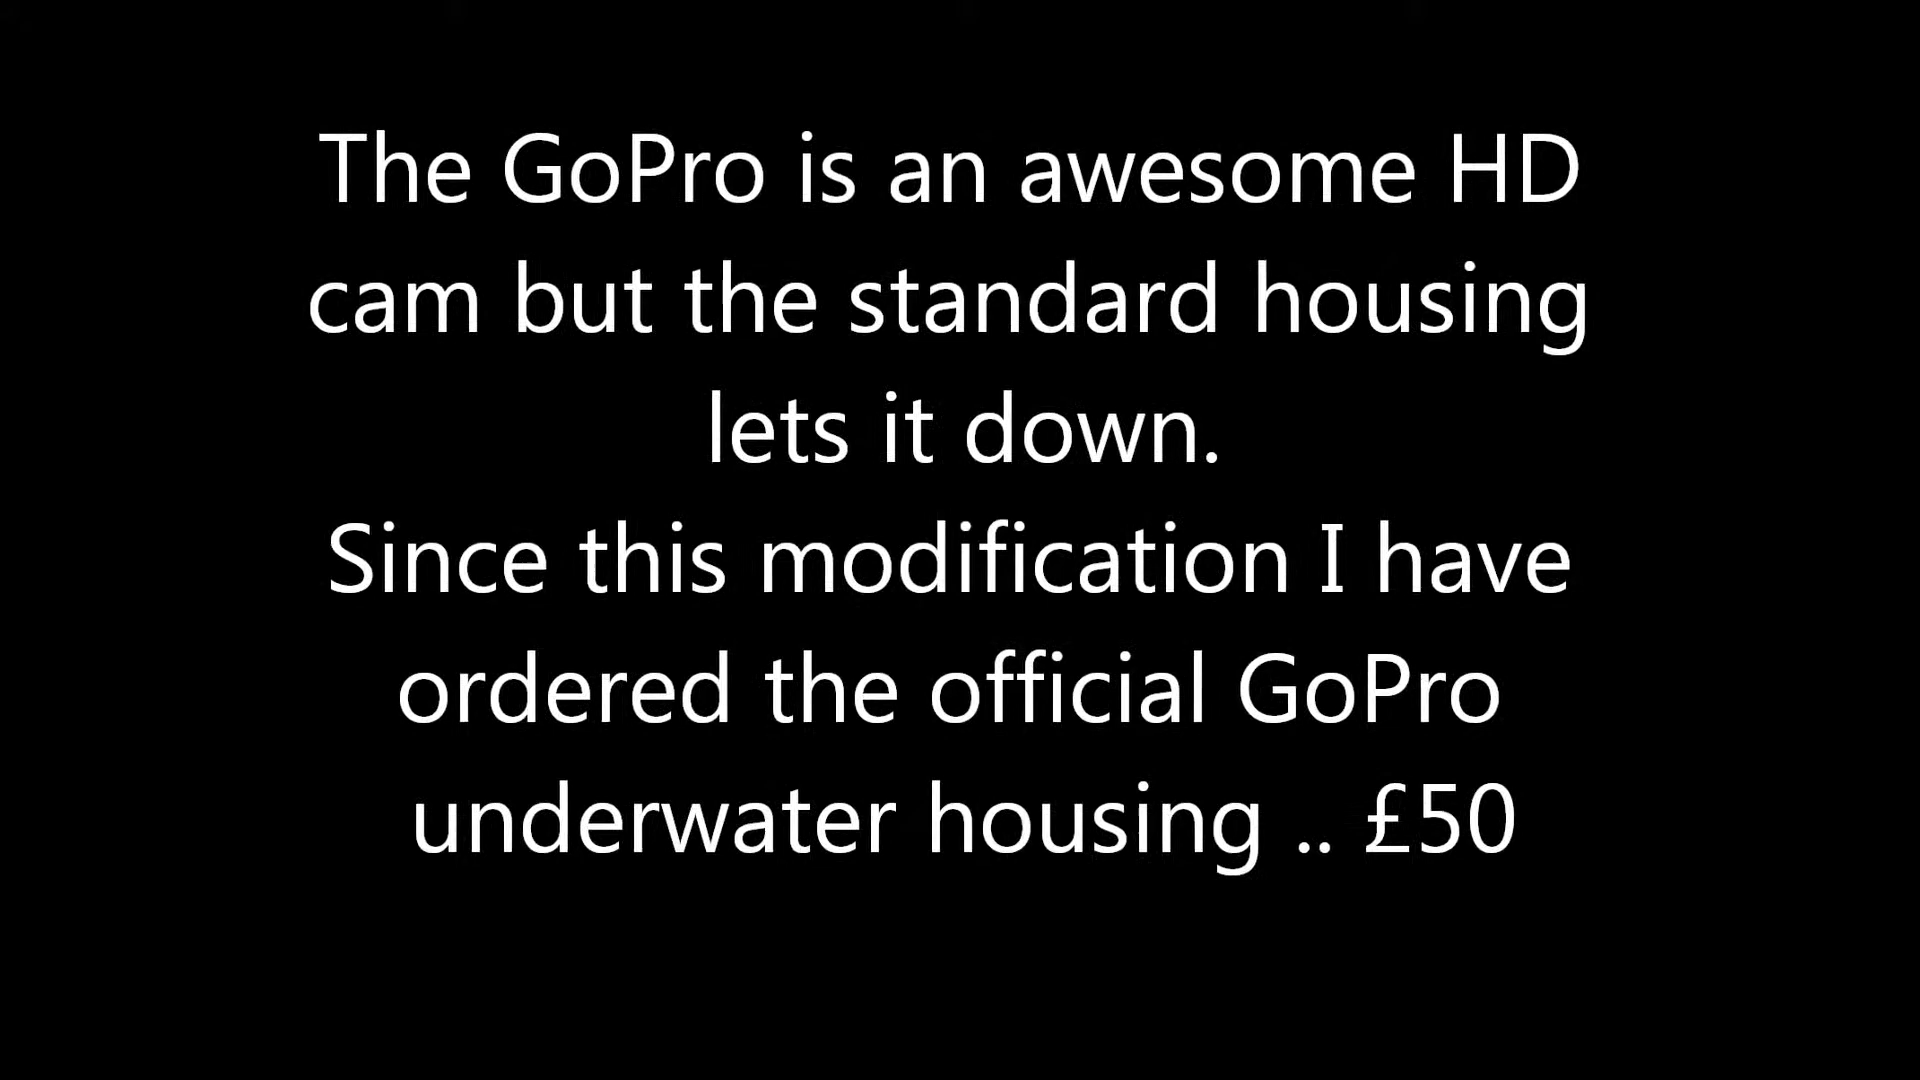 The GoPro is an awesome HD
cam but the standard housing
lets it down.
Since this modification I have
ordered the official GoPro
underwater housing .. £50